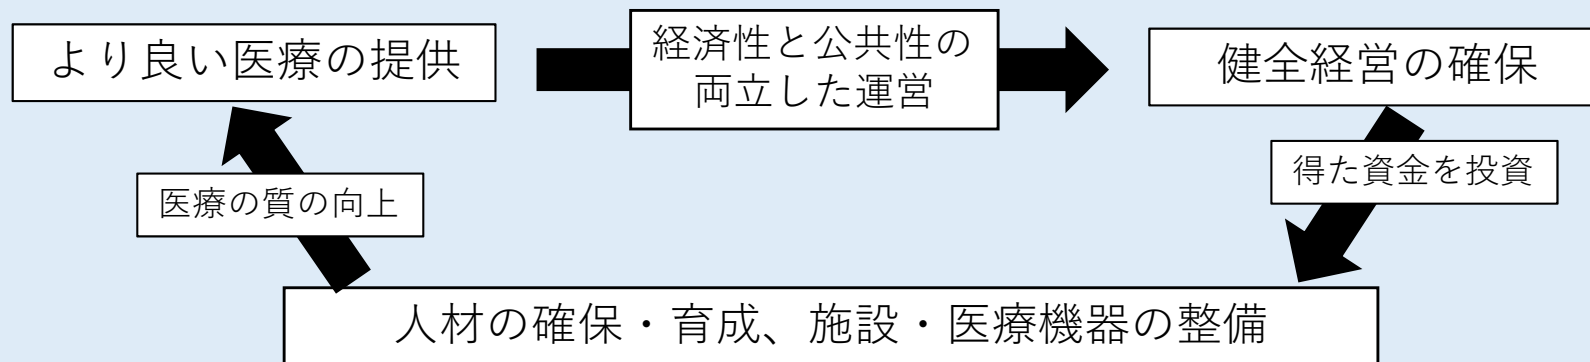 より良い医療の提供
経済性と公共性の
両立した運営
健全経営の確保
得た資金を投資
医療の質の向上
人材の確保・育成、施設・医療機器の整備